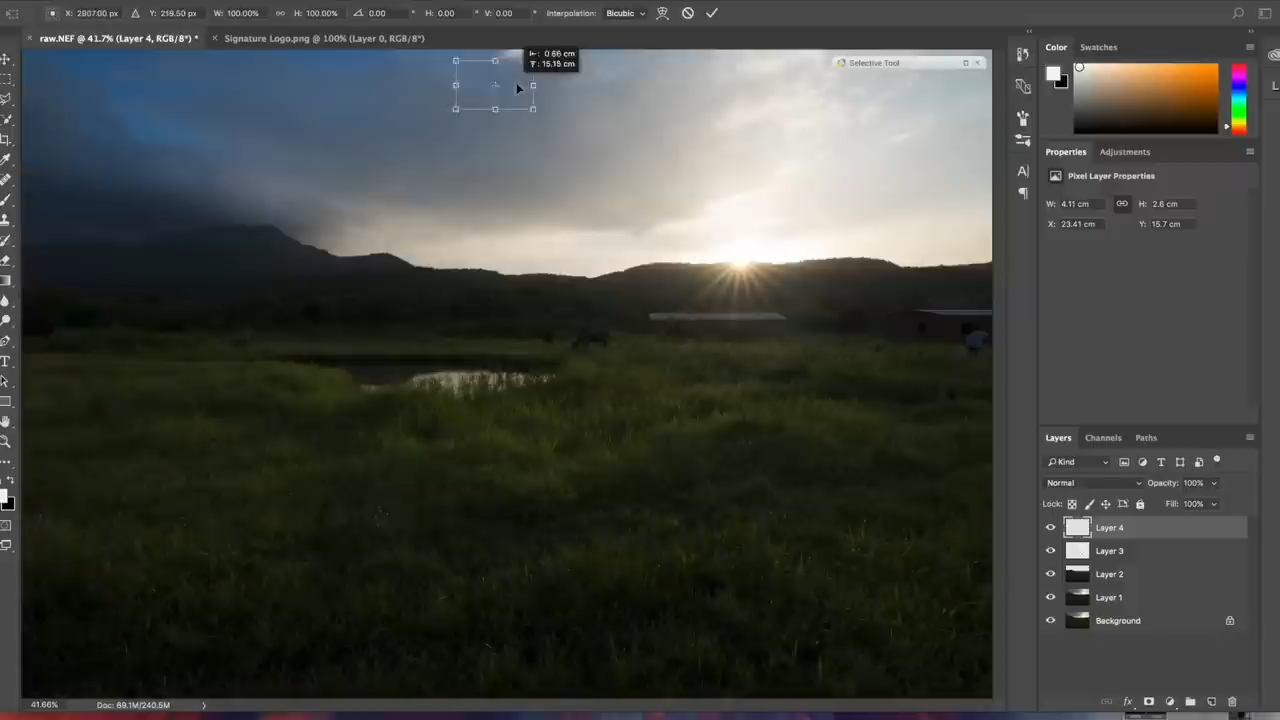 X: 2807.00 px Y: 219.50 px W: 100.00% H: 100.00% 0.00 ° H: 0.00 ° V: 0.00 ° Interpolation: Bicubic
× raw.NEF @ 41.7% (Layer 4, RGB/8*) * × Signature Logo.png @ 100% (Layer 0, RGB/8*)
Color Swatches
: 0.66 cm
: 15.18 cm
Selective Tool
Properties Adjustments
Pixel Layer Properties
W: 4.11 cm H: 2.6 cm
X: 23.41 cm Y: 15.7 cm
Layers Channels Paths
Kind
Normal Opacity: 100%
Lock: Fill: 100%
Layer 4
Layer 3
Layer 2
Layer 1
Background
41.66% Doc: 69.1M/240.5M
fx